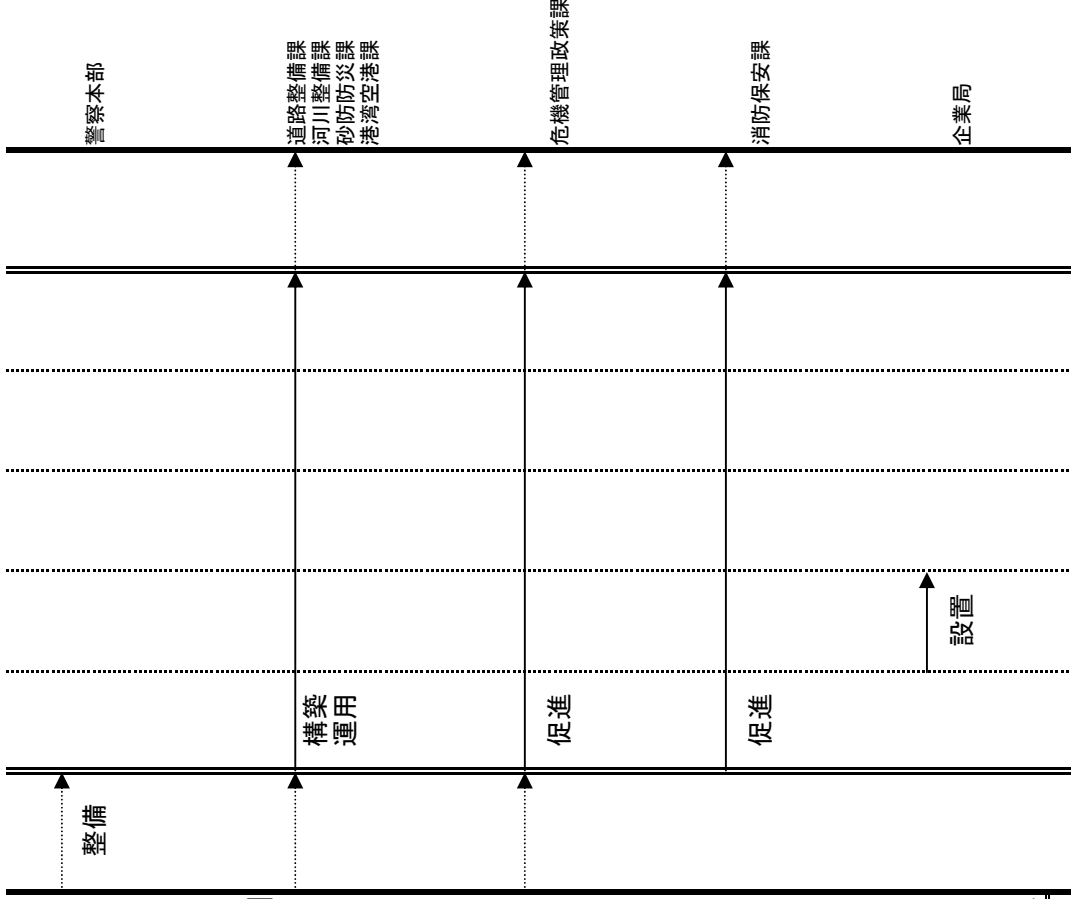 整備
警察本部
構築
運用
道路整備課
河川整備課
砂防防災課
港湾空港課
促進
危機管理政策課
促進
消防保安課
設置
企業局